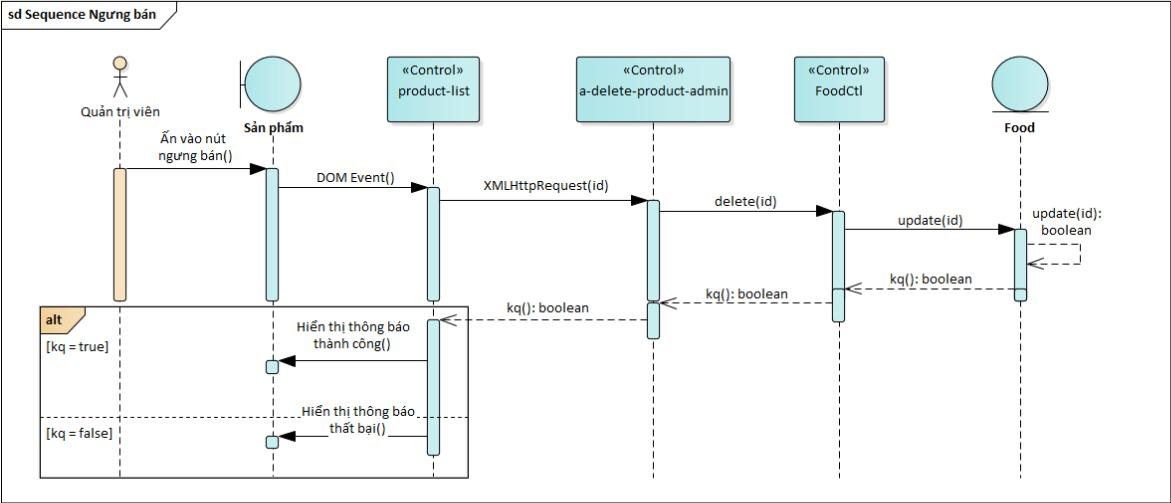 sd Sequence Ngưng bán
Quản trị viên
Sản phẩm
«Control»
product-list
«Control»
a-delete-product-admin
«Control»
FoodCtl
Food
Ấn vào nút
ngưng bán()
DOM Event()
XMLHttpRequest(id)
delete(id)
update(id)
update(id):
boolean
kq(): boolean
kq(): boolean
kq(): boolean
alt
[kq = true]
Hiển thị thông báo
thành công()
[kq = false]
Hiển thị thông báo
thất bại()